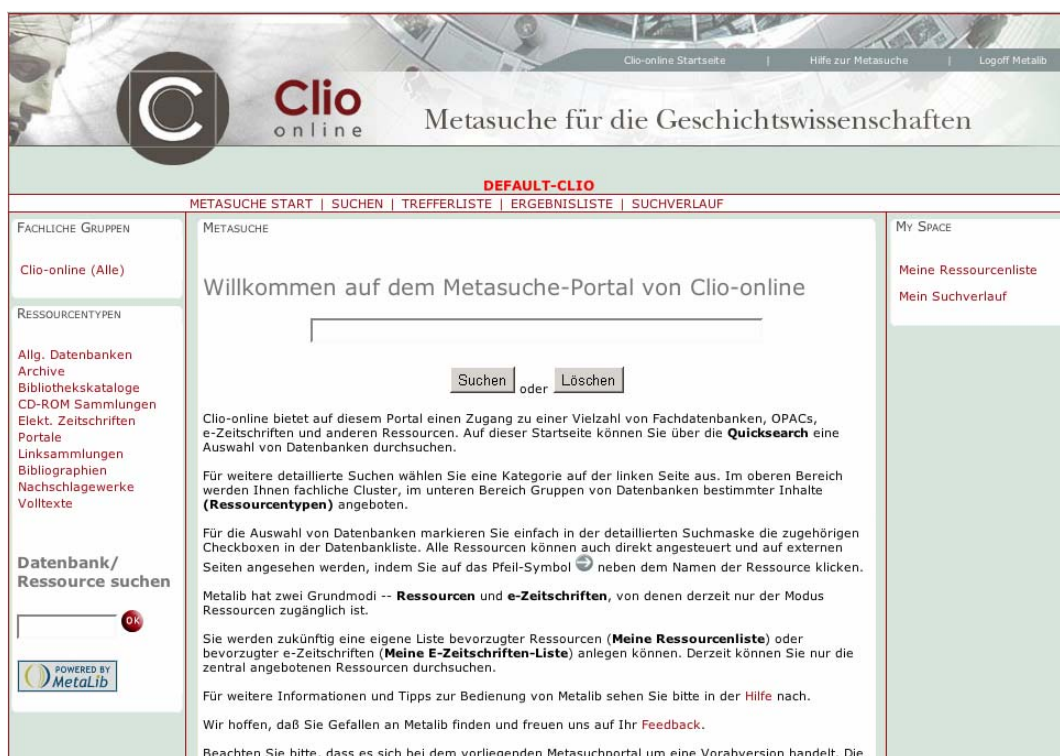 Clio-online Startseite | Hilfe zur Metasuche | Logoff Metalib
C
Clio
online
Metasuche für die Geschichtswissenschaften
DEFAULT-CLIO
METASUCHE START | SUCHEN | TREFFERLISTE | ERGEBNISLISTE | SUCHVERLAUF
FACHLICHE GRUPPEN
Clio-online (Alle)
RESSOURCENTYPEN
Allg. Datenbanken
Archive
Bibliothekskataloge
CD-ROM Sammlungen
Elekt. Zeitschriften
Portale
Linksammlungen
Bibliographien
Nachschlagewerke
Volltexte
Datenbank/
Ressource suchen
OK
POWERED BY
MetaLib
METASUCHE
Willkommen auf dem Metasuche-Portal von Clio-online
Suchen oder Löschen
Clio-online bietet auf diesem Portal einen Zugang zu einer Vielzahl von Fachdatenbanken, OPACs,
e-Zeitschriften und anderen Ressourcen. Auf dieser Startseite können Sie über die Quicksearch eine
Auswahl von Datenbanken durchsuchen.
Für weitere detaillierte Suchen wählen Sie eine Kategorie auf der linken Seite aus. Im oberen Bereich
werden Ihnen fachliche Cluster, im unteren Bereich Gruppen von Datenbanken bestimmter Inhalte
(Ressourcentypen) angeboten.
Für die Auswahl von Datenbanken markieren Sie einfach in der detaillierten Suchmaske die zugehörigen
Checkboxen in der Datenbankliste. Alle Ressourcen können auch direkt angesteuert und auf externen
Seiten angesehen werden, indem Sie auf das Pfeil-Symbol neben dem Namen der Ressource klicken.
Metalib hat zwei Grundmodi -- Ressourcen und e-Zeitschriften, von denen derzeit nur der Modus
Ressourcen zugänglich ist.
Sie werden zukünftig eine eigene Liste bevorzugter Ressourcen (Meine Ressourcenliste) oder
bevorzugter e-Zeitschriften (Meine E-Zeitschriften-Liste) anlegen können. Derzeit können Sie nur die
zentral angebotenen Ressourcen durchsuchen.
Für weitere Informationen und Tipps zur Bedienung von Metalib sehen Sie bitte in der Hilfe nach.
Wir hoffen, daß Sie Gefallen an Metalib finden und freuen uns auf Ihr Feedback.
Beachten Sie bitte, dass es sich bei dem vorliegenden Metasuchportal um eine Vorabversion handelt. Die
MY SPACE
Meine Ressourcenliste
Mein Suchverlauf